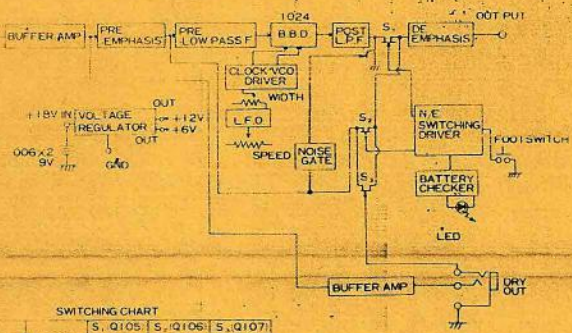 OOT PUT
1024
BUFFER AMP
PRE EMPHASIS
PRE LOW PASS F
B.B.D
POST L.P.F
S₁
DE EMPHASIS
CLOCK VCO
DRIVER
WIDTH
L.F.O
SPEED
+18V IN
VOLTAGE
REGULATOR
OUT
+12V
+6V
OUT
006×2
9V
GND
NOISE
GATE
S₂
S₃
N/E
SWITCHING
DRIVER
FOOTSWITCH
BATTERY
CHECKER
LED
BUFFER AMP
DRY
OUT
SWITCHING CHART
S₁(Q105) S₂(Q106) S₃(Q107)